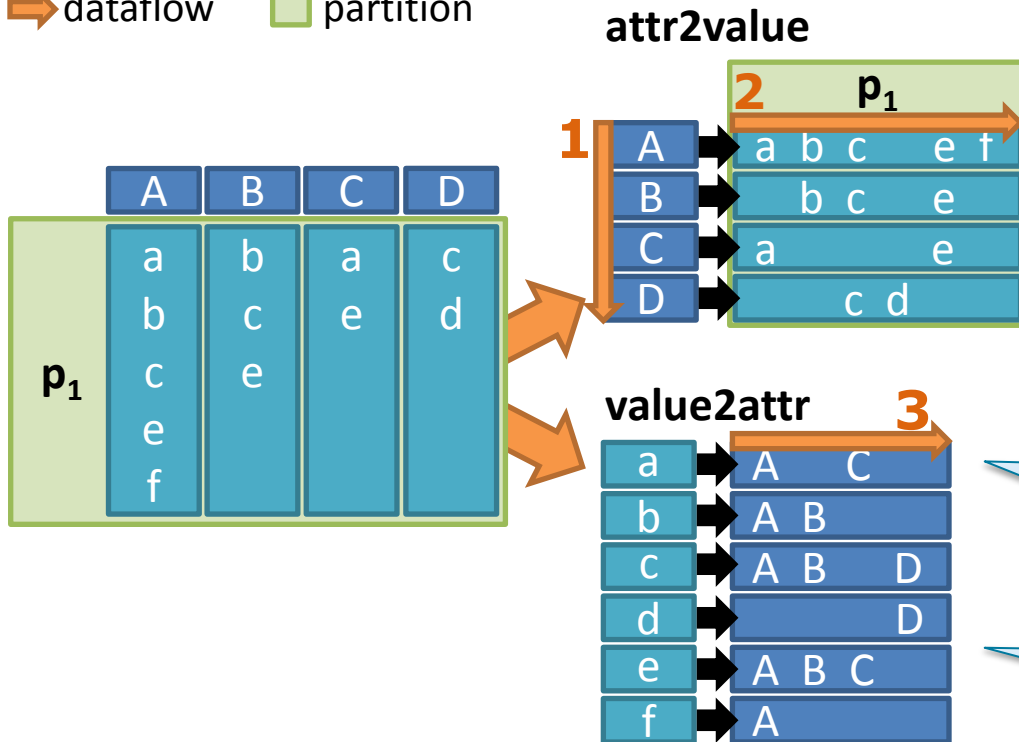 dataflow partition
attr2value
2 p₁
1 A a b c e f
B b c e
C a e
D c d
A B C D
a b a c
b c e d
p₁ c e
e
f
value2attr 3
a A C
b A B
c A B D
d D
e A B C
f A